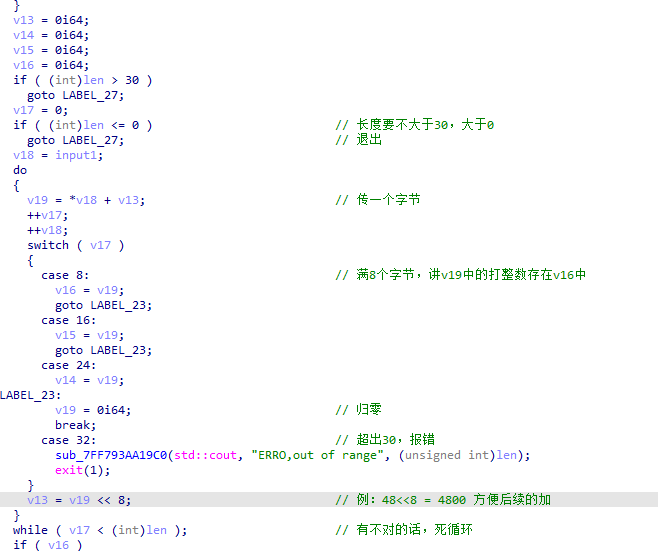 }
v13 = 0i64;
v14 = 0i64;
v15 = 0i64;
v16 = 0i64;
if ( (int)len > 30 )
goto LABEL_27;
v17 = 0;
if ( (int)len <= 0 ) // 长度要不大于30，大于0
goto LABEL_27; // 退出
v18 = input1;
do
{
v19 = *v18 + v13; // 传一个字节
++v17;
++v18;
switch ( v17 )
{
case 8: // 满8个字节，讲v19中的打整数存在v16中
v16 = v19;
goto LABEL_23;
case 16:
v15 = v19;
goto LABEL_23;
case 24:
v14 = v19;
LABEL_23:
v19 = 0i64; // 归零
break;
case 32: // 超出30，报错
sub_7FF793AA19C0(std::cout, "ERRO,out of range", (unsigned int)len);
exit(1);
}
v13 = v19 << 8; // 例：48<<8 = 4800 方便后续的加
}
while ( v17 < (int)len ); // 有不对的话，死循环
if ( v16 )